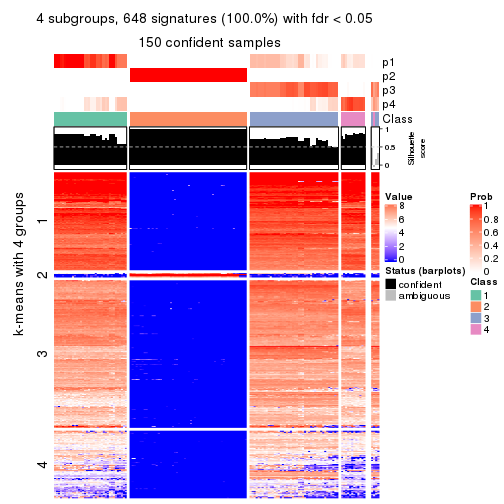 4 subgroups, 648 signatures (100.0%) with fdr < 0.05
150 confident samples
p1
p2
p3
p4
Class
1
0.5
0
Silhouette
score
k-means with 4 groups
1
2
3
4
Value
8
6
4
2
0
Status (barplots)
confident
ambiguous
Prob
1
0.8
0.6
0.4
0.2
0
Class
1
2
3
4